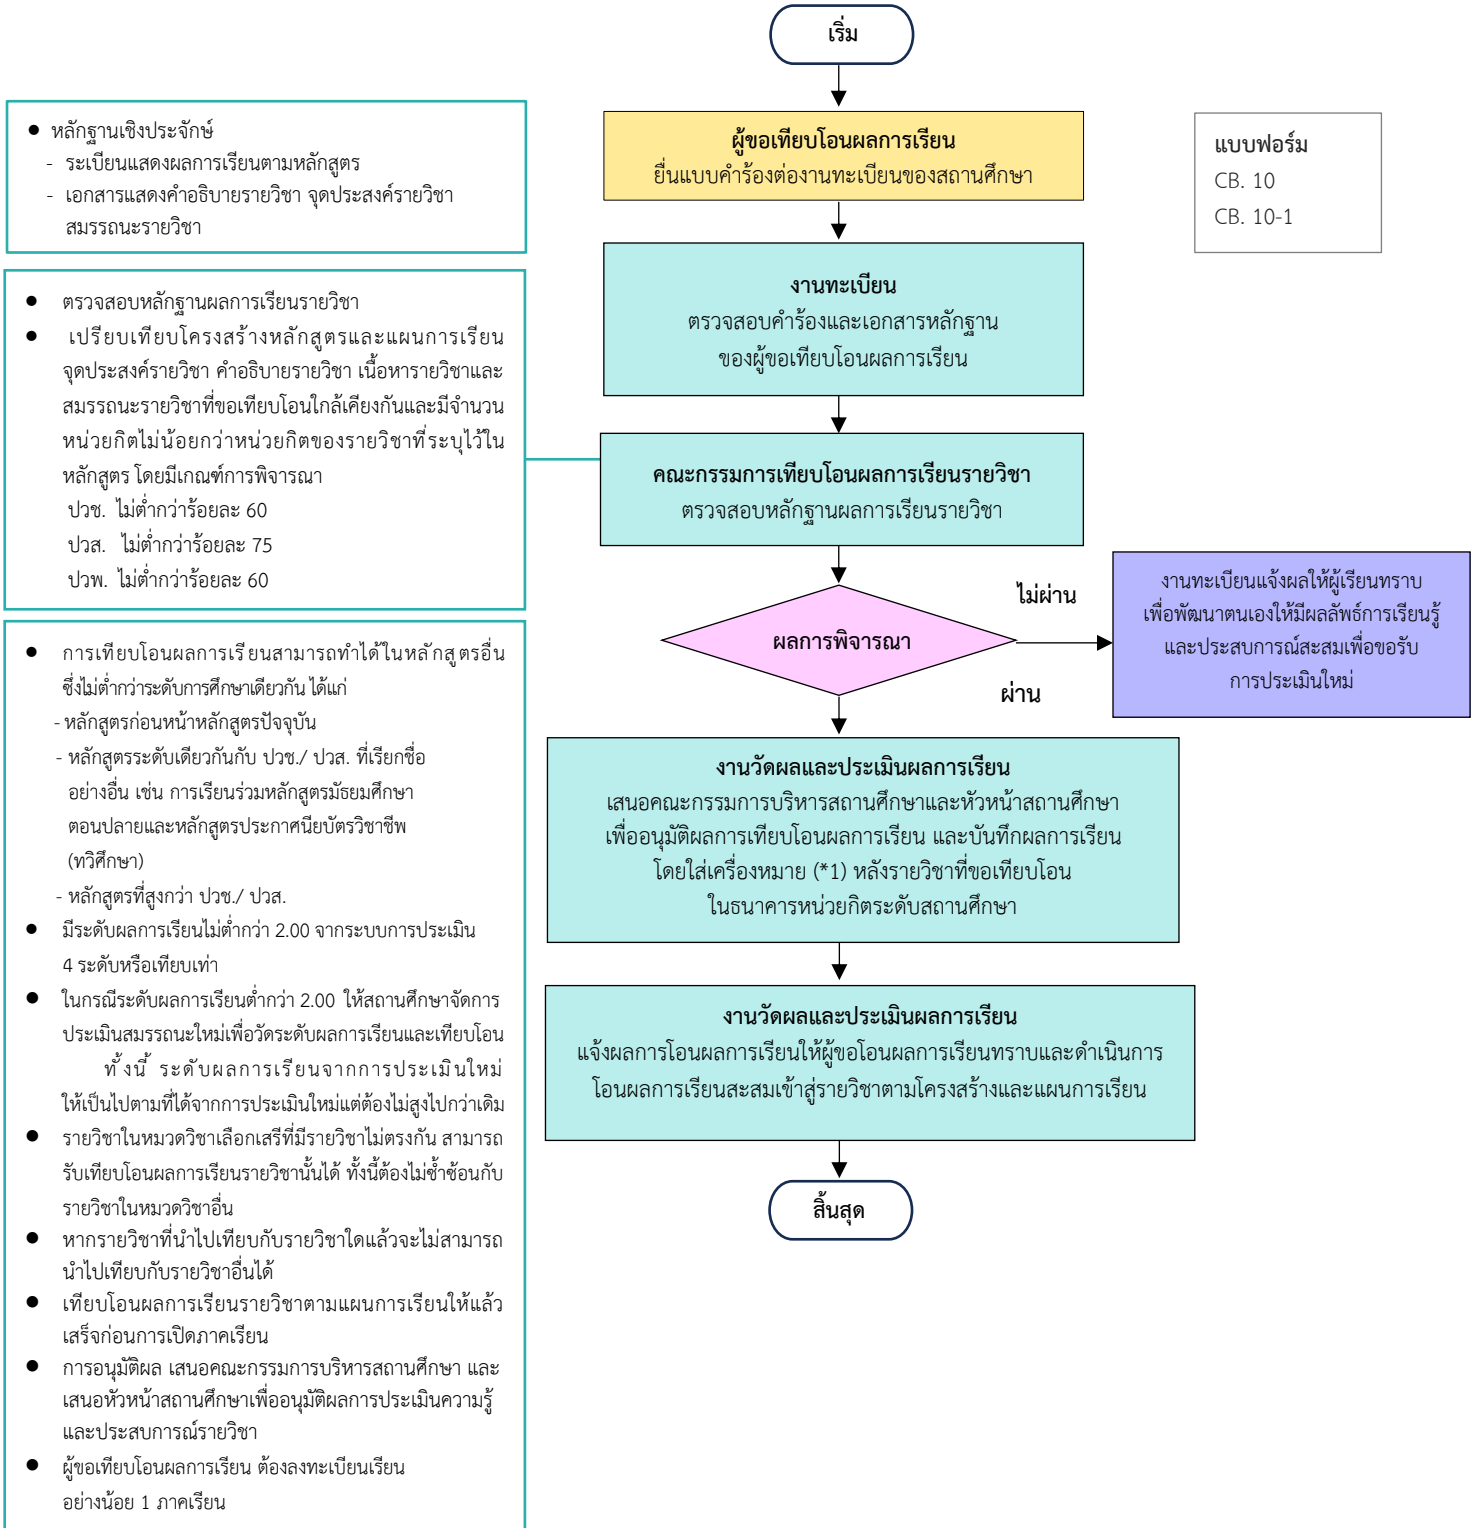 เริ่ม
ผู้ขอเทียบโอนผลการเรียน
ยื่นแบบคำร้องต่องานทะเบียนของสถานศึกษา
แบบฟอร์ม
CB. 10
CB. 10-1
● หลักฐานเชิงประจักษ์
- ระเบียนแสดงผลการเรียนตามหลักสูตร
- เอกสารแสดงคำอธิบายรายวิชา จุดประสงค์รายวิชา
สมรรถนะรายวิชา
งานทะเบียน
ตรวจสอบคำร้องและเอกสารหลักฐาน
ของผู้ขอเทียบโอนผลการเรียน
● ตรวจสอบหลักฐานผลการเรียนรายวิชา
● เปรียบเทียบโครงสร้างหลักสูตรและแผนการเรียน
จุดประสงค์รายวิชา คำอธิบายรายวิชา เนื้อหารายวิชาและ
สมรรถนะรายวิชาที่ขอเทียบโอนใกล้เคียงกันและมีจำนวน
หน่วยกิตไม่น้อยกว่าหน่วยกิตของรายวิชาที่ระบุไว้ใน
หลักสูตร โดยมีเกณฑ์การพิจารณา
ปวช. ไม่ต่ำกว่าร้อยละ 60
ปวส. ไม่ต่ำกว่าร้อยละ 75
ปวพ. ไม่ต่ำกว่าร้อยละ 60
คณะกรรมการเทียบโอนผลการเรียนรายวิชา
ตรวจสอบหลักฐานผลการเรียนรายวิชา
ผลการพิจารณา
ไม่ผ่าน
งานทะเบียนแจ้งผลให้ผู้เรียนทราบ
เพื่อพัฒนาตนเองให้มีผลลัพธ์การเรียนรู้
และประสบการณ์สะสมเพื่อขอรับ
การประเมินใหม่
ผ่าน
งานวัดผลและประเมินผลการเรียน
เสนอคณะกรรมการบริหารสถานศึกษาและหัวหน้าสถานศึกษา
เพื่ออนุมัติผลการเทียบโอนผลการเรียน และบันทึกผลการเรียน
โดยใส่เครื่องหมาย (*1) หลังรายวิชาที่ขอเทียบโอน
ในธนาคารหน่วยกิตระดับสถานศึกษา
งานวัดผลและประเมินผลการเรียน
แจ้งผลการโอนผลการเรียนให้ผู้ขอโอนผลการเรียนทราบและดำเนินการ
โอนผลการเรียนสะสมเข้าสู่รายวิชาตามโครงสร้างและแผนการเรียน
สิ้นสุด
● การเทียบโอนผลการเรียนสามารถทำได้ในหลักสูตรอื่น
ซึ่งไม่ต่ำกว่าระดับการศึกษาเดียวกัน ได้แก่
- หลักสูตรก่อนหน้าหลักสูตรปัจจุบัน
- หลักสูตรระดับเดียวกันกับ ปวช./ ปวส. ที่เรียกชื่อ
อย่างอื่น เช่น การเรียนร่วมหลักสูตรมัธยมศึกษา
ตอนปลายและหลักสูตรประกาศนียบัตรวิชาชีพ
(ทวิศึกษา)
- หลักสูตรที่สูงกว่า ปวช./ ปวส.
● มีระดับผลการเรียนไม่ต่ำกว่า 2.00 จากระบบการประเมิน
4 ระดับหรือเทียบเท่า
● ในกรณีระดับผลการเรียนต่ำกว่า 2.00 ให้สถานศึกษาจัดการ
ประเมินสมรรถนะใหม่เพื่อวัดระดับผลการเรียนและเทียบโอน
ทั้งนี้ ระดับผลการเรียนจากการประเมินใหม่
ให้เป็นไปตามที่ได้จากการประเมินใหม่แต่ต้องไม่สูงไปกว่าเดิม
● รายวิชาในหมวดวิชาเลือกเสรีที่มีรายวิชาไม่ตรงกัน สามารถ
รับเทียบโอนผลการเรียนรายวิชานั้นได้ ทั้งนี้ต้องไม่ซ้ำซ้อนกับ
รายวิชาในหมวดวิชาอื่น
● หากรายวิชาที่นำไปเทียบกับรายวิชาใดแล้วจะไม่สามารถ
นำไปเทียบกับรายวิชาอื่นได้
● เทียบโอนผลการเรียนรายวิชาตามแผนการเรียนให้แล้ว
เสร็จก่อนการเปิดภาคเรียน
● การอนุมัติผล เสนอคณะกรรมการบริหารสถานศึกษา และ
เสนอหัวหน้าสถานศึกษาเพื่ออนุมัติผลการประเมินความรู้
และประสบการณ์รายวิชา
● ผู้ขอเทียบโอนผลการเรียน ต้องลงทะเบียนเรียน
อย่างน้อย 1 ภาคเรียน